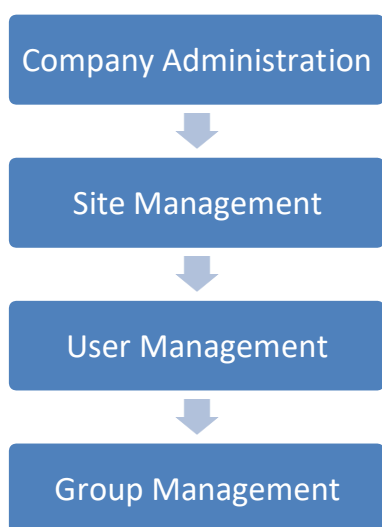 Company Administration
Site Management
User Management
Group Management